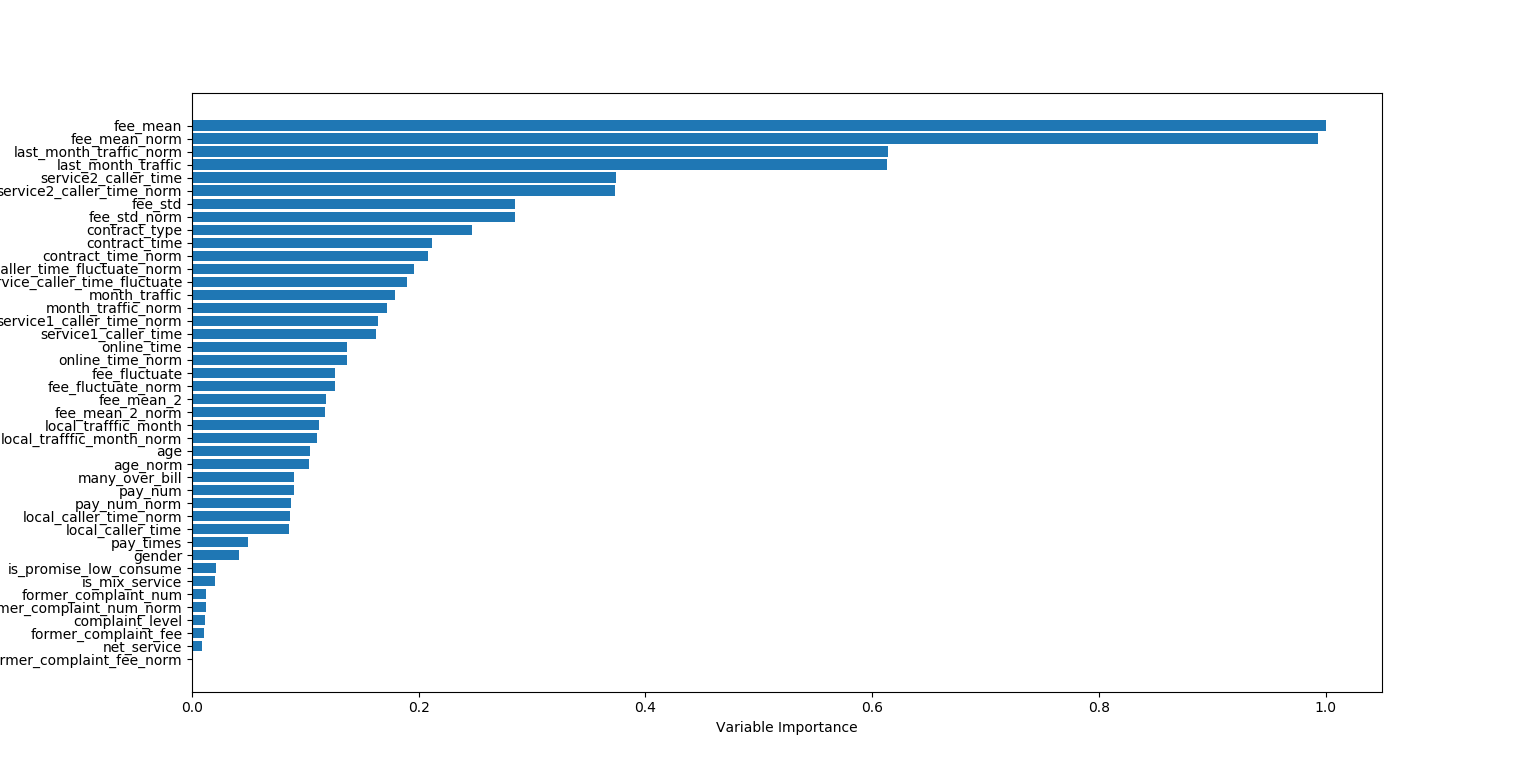 fee_mean
fee_mean_norm
last_month_traffic_norm
last_month_traffic
service2_caller_time
service2_caller_time_norm
fee_std
fee_std_norm
contract_type
contract_time
contract_time_norm
aller_time_fluctuate_norm
vice_caller_time_fluctuate
month_traffic
month_traffic_norm
service1_caller_time_norm
service1_caller_time
online_time
online_time_norm
fee_fluctuate
fee_fluctuate_norm
fee_mean_2
fee_mean_2_norm
local_trafffic_month
local_trafffic_month_norm
age
age_norm
many_over_bill
pay_num
pay_num_norm
local_caller_time_norm
local_caller_time
pay_times
gender
is_promise_low_consume
is_mix_service
former_complaint_num
mer_complaint_num_norm
complaint_level
former_complaint_fee
net_service
rmer_complaint_fee_norm
0.0 0.2 0.4 0.6 0.8 1.0
Variable Importance